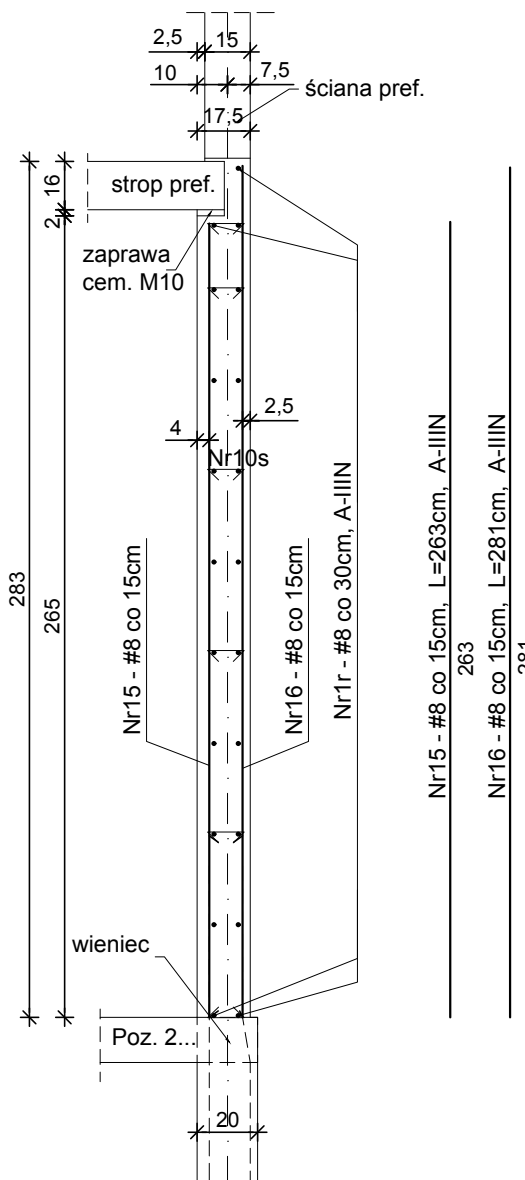 2,5
15
10
7,5
ściana pref.
17,5
16
strop pref.
2
zaprawa
cem. M10
2,5
4
Nr10s
283
265
Nr15 - #8 co 15cm
Nr16 - #8 co 15cm
Nr1r - #8 co 30cm, A-IIIN
Nr15 - #8 co 15cm, L=263cm, A-IIIN
263
Nr16 - #8 co 15cm, L=281cm, A-IIIN
281
wieniec
Poz. 2...
20